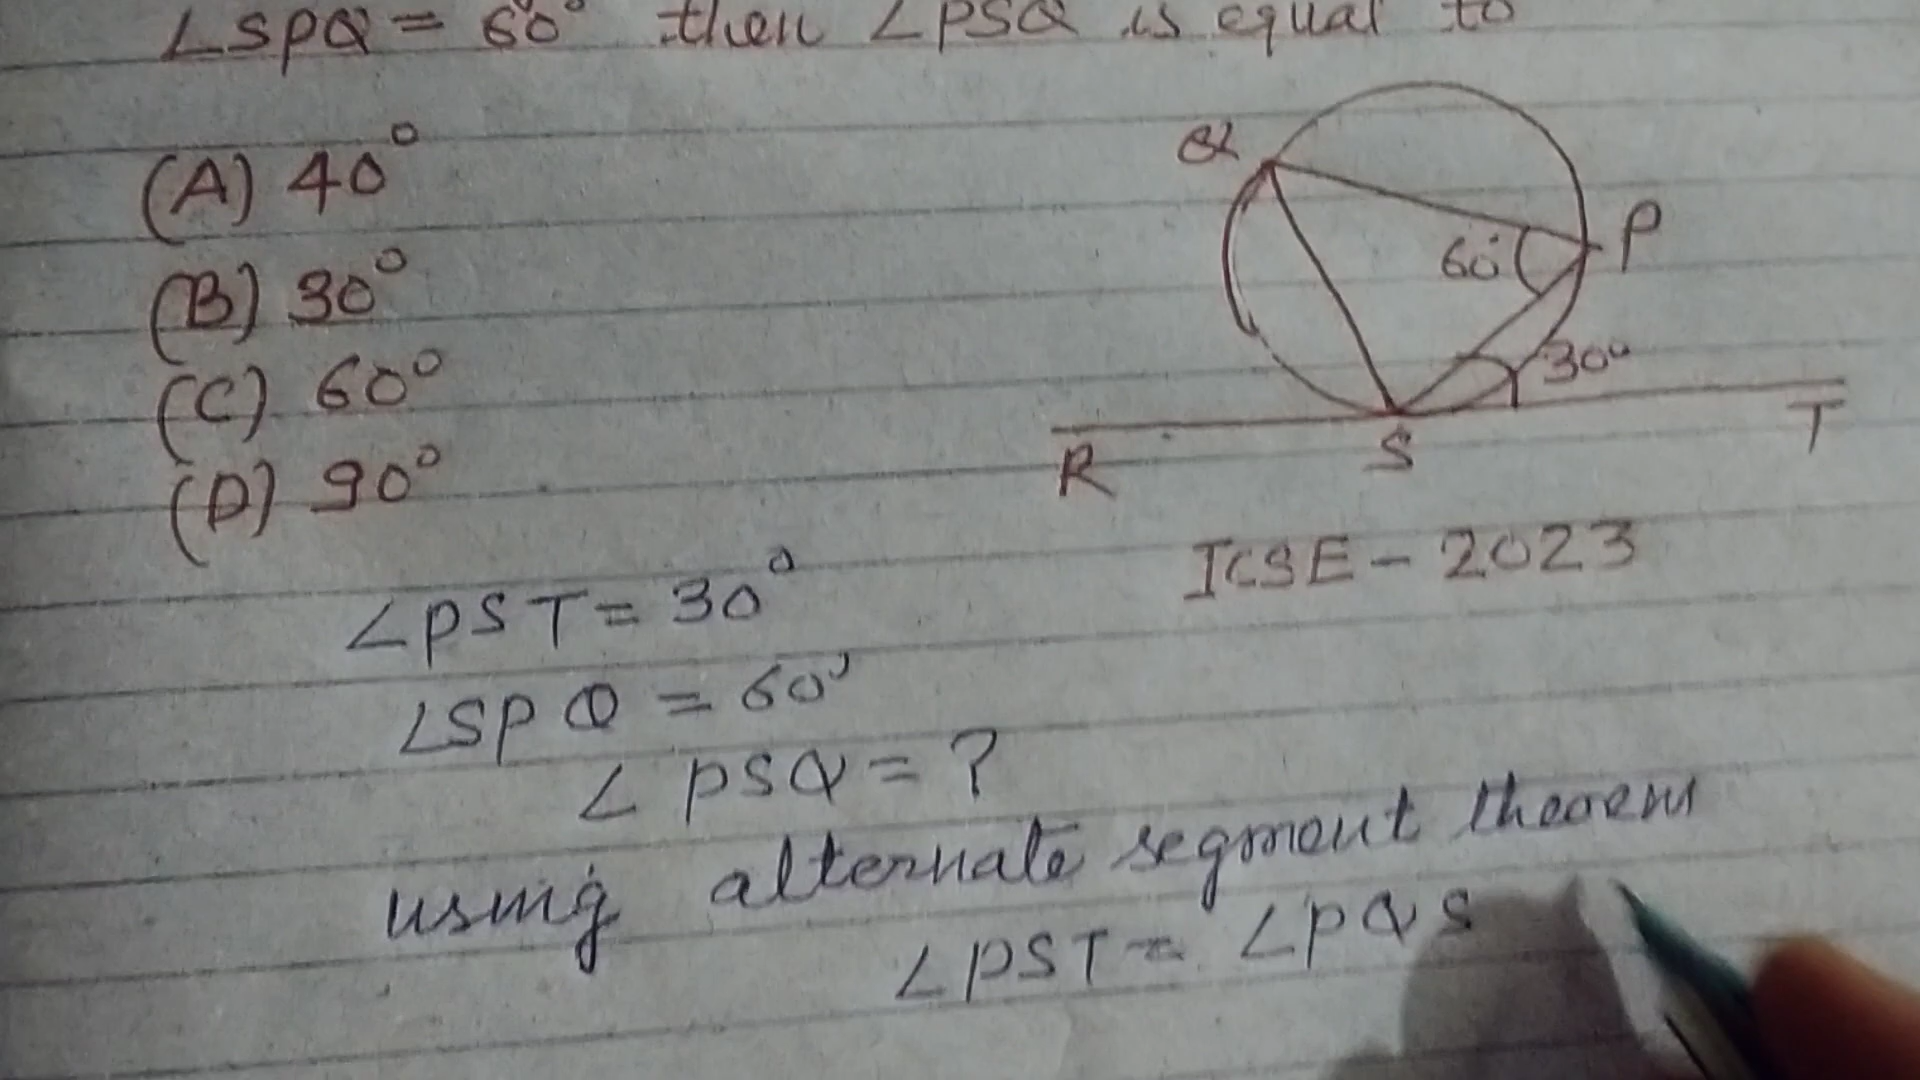 ∠SPQ = 60° then ∠PSQ is equal to
(A) 40°
(B) 30°
(C) 60°
(D) 90°
Q
P
60°
30°
R
S
T
ICSE - 2023
∠PST = 30°
∠SPQ = 60°
∠PSQ = ?
using alternate segment theorem
∠PST = ∠PQS